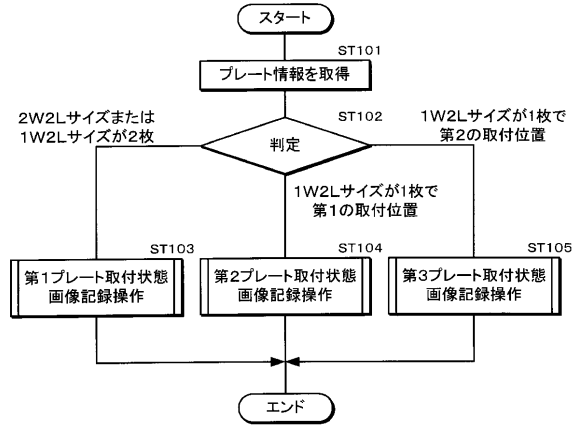 スタート
ST101
プレート情報を取得
ST102
判定
2W2Lサイズまたは
1W2Lサイズが2枚
1W2Lサイズが1枚で
第2の取付位置
1W2Lサイズが1枚で
第1の取付位置
ST103
第1プレート取付状態
画像記録操作
ST104
第2プレート取付状態
画像記録操作
ST105
第3プレート取付状態
画像記録操作
エンド